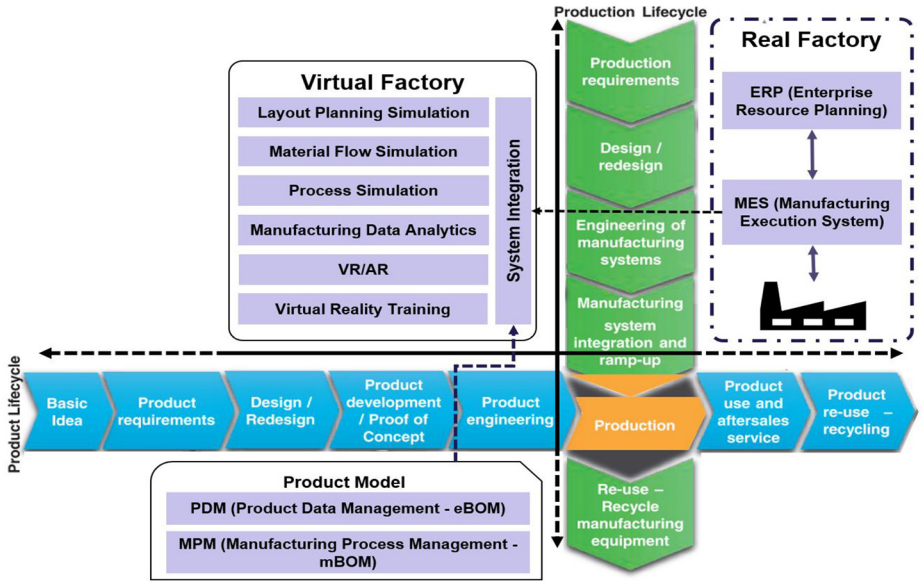 Production Lifecycle
Virtual Factory
Layout Planning Simulation
Material Flow Simulation
Process Simulation
Manufacturing Data Analytics
VR/AR
Virtual Reality Training
System Integration
Production
requirements
Design /
redesign
Engineering of
manufacturing
systems
Manufacturing
system
integration and
ramp-up
Real Factory
ERP (Enterprise
Resource Planning)
MES (Manufacturing
Execution System)
Product Lifecycle
Basic
Idea
Product
requirements
Design /
Redesign
Product
development
/ Proof of
Concept
Product
engineering
Production
Product
use and
aftersales
service
Product
re-use –
recycling
Re-use –
Recycle
manufacturing
equipment
Product Model
PDM (Product Data Management - eBOM)
MPM (Manufacturing Process Management -
mBOM)